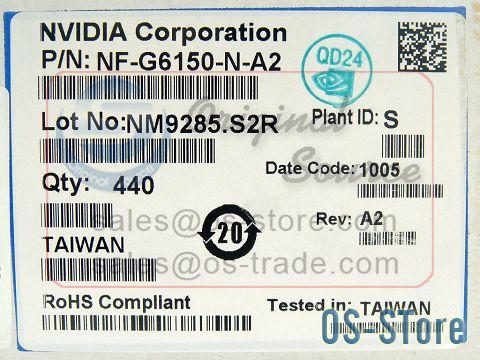 NVIDIA Corporation
P/N: NF-G6150-N-A2
QD24
Lot No:NM9285.S2R
Plant ID: S
Original
Source
Date Code: 1005
Qty: 440
sales@os-store.com
Rev: A2
20
TAIWAN
sales@os-trade.com
RoHS Compliant
Tested in: TAIWAN
OS-STore